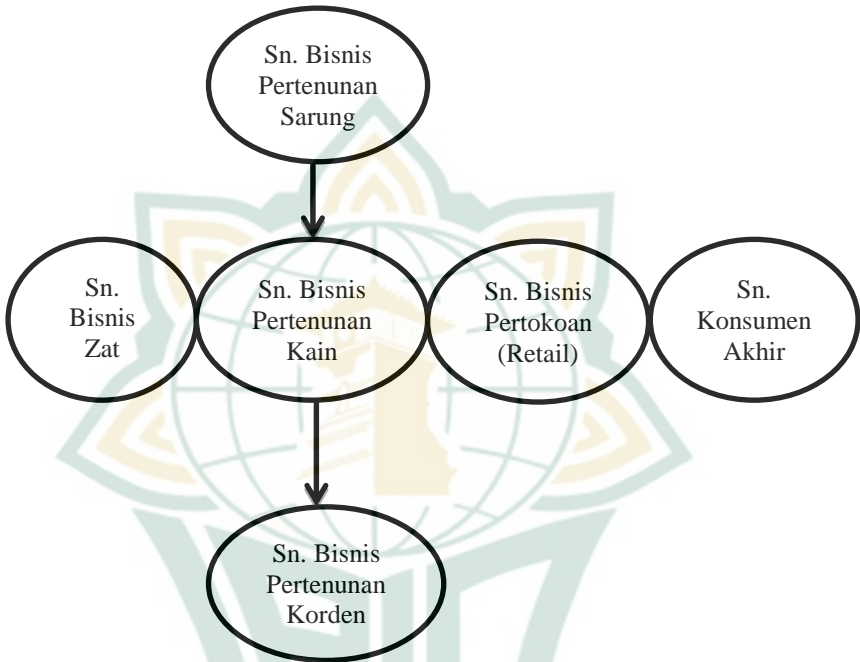 Sn. Bisnis
Pertenunan
Sarung
Sn.
Bisnis
Zat
Sn. Bisnis
Pertenunan
Kain
Sn. Bisnis
Pertokoan
(Retail)
Sn.
Konsumen
Akhir
Sn. Bisnis
Pertenunan
Korden